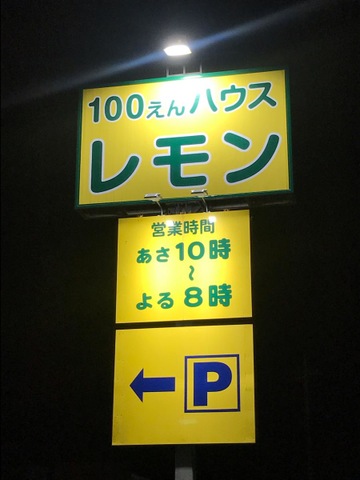 100えんハウス
レモン
営業時間
あさ10時
～
よる8時
←P